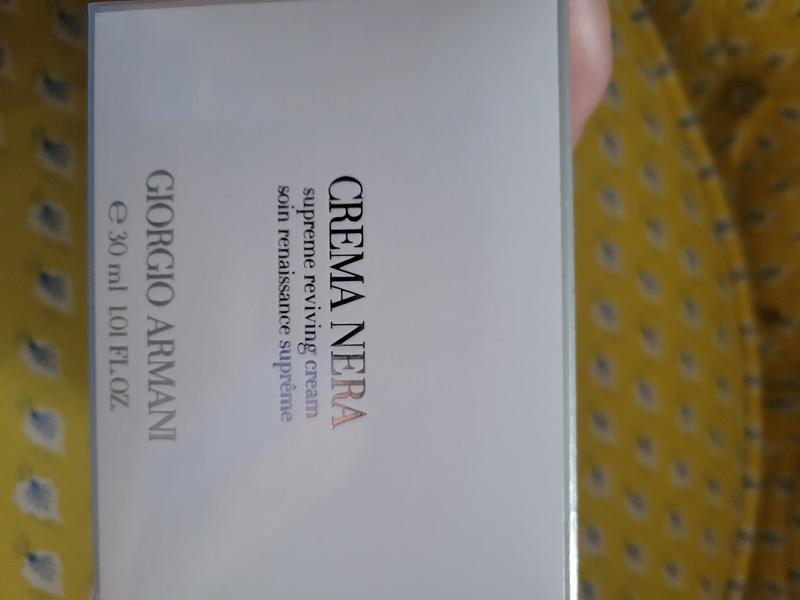 CREMA NERA
supreme reviving cream
soin renaissance suprême
GIORGIO ARMANI
e 30 ml 1.01 FL.OZ.